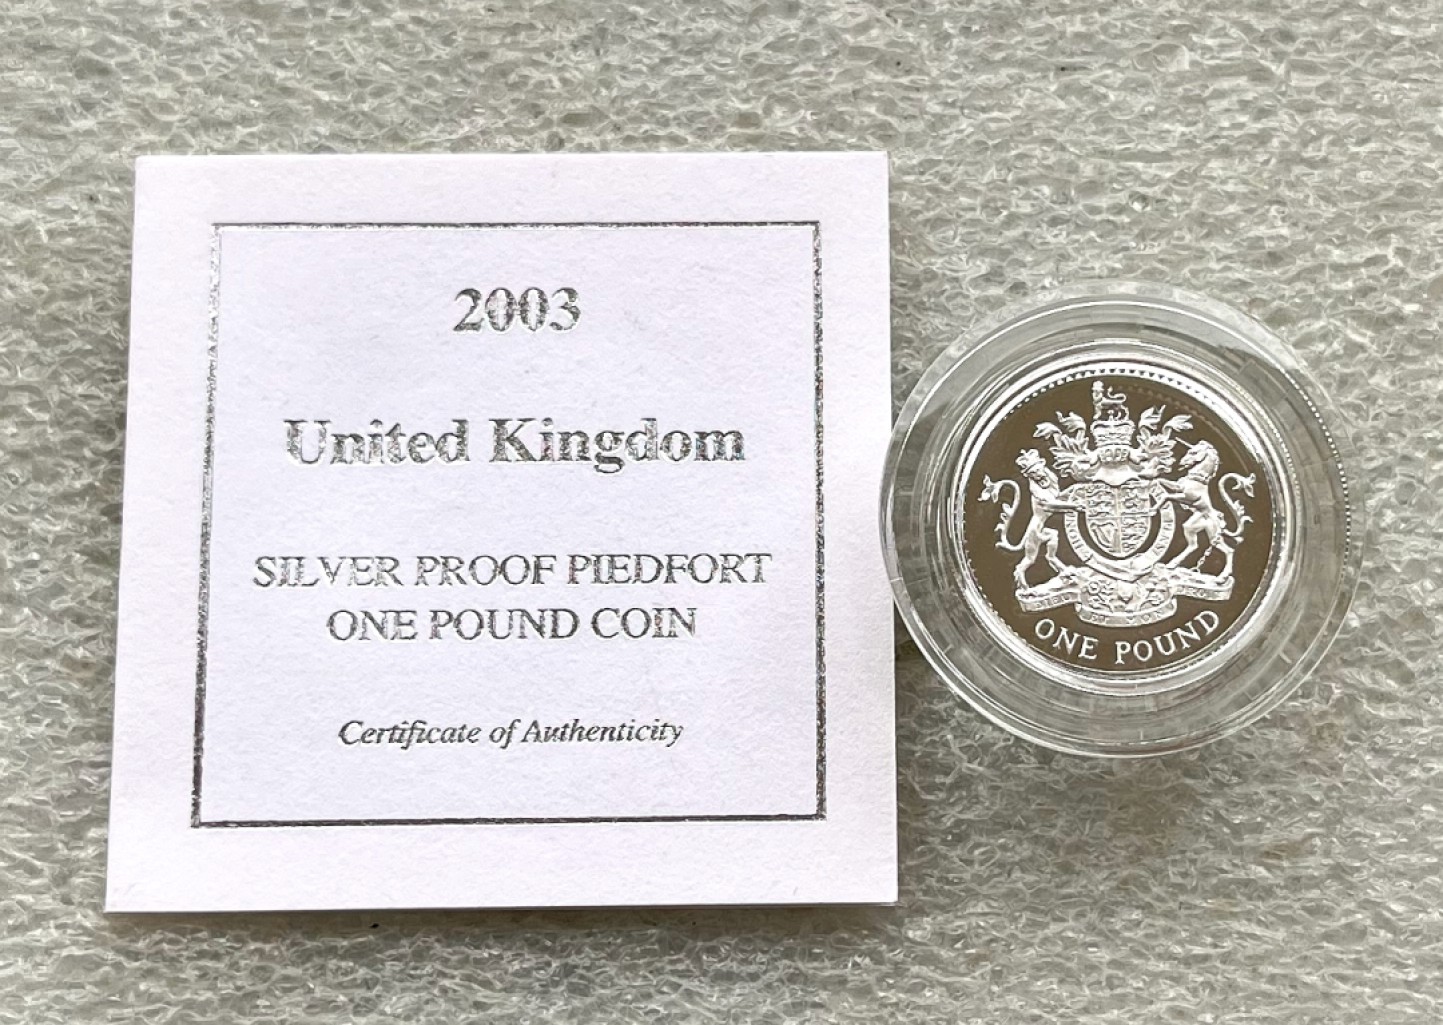 2003
United Kingdom
SILVER PROOF PIEDFORT
ONE POUND COIN
Certificate of Authenticity
ONE POUND